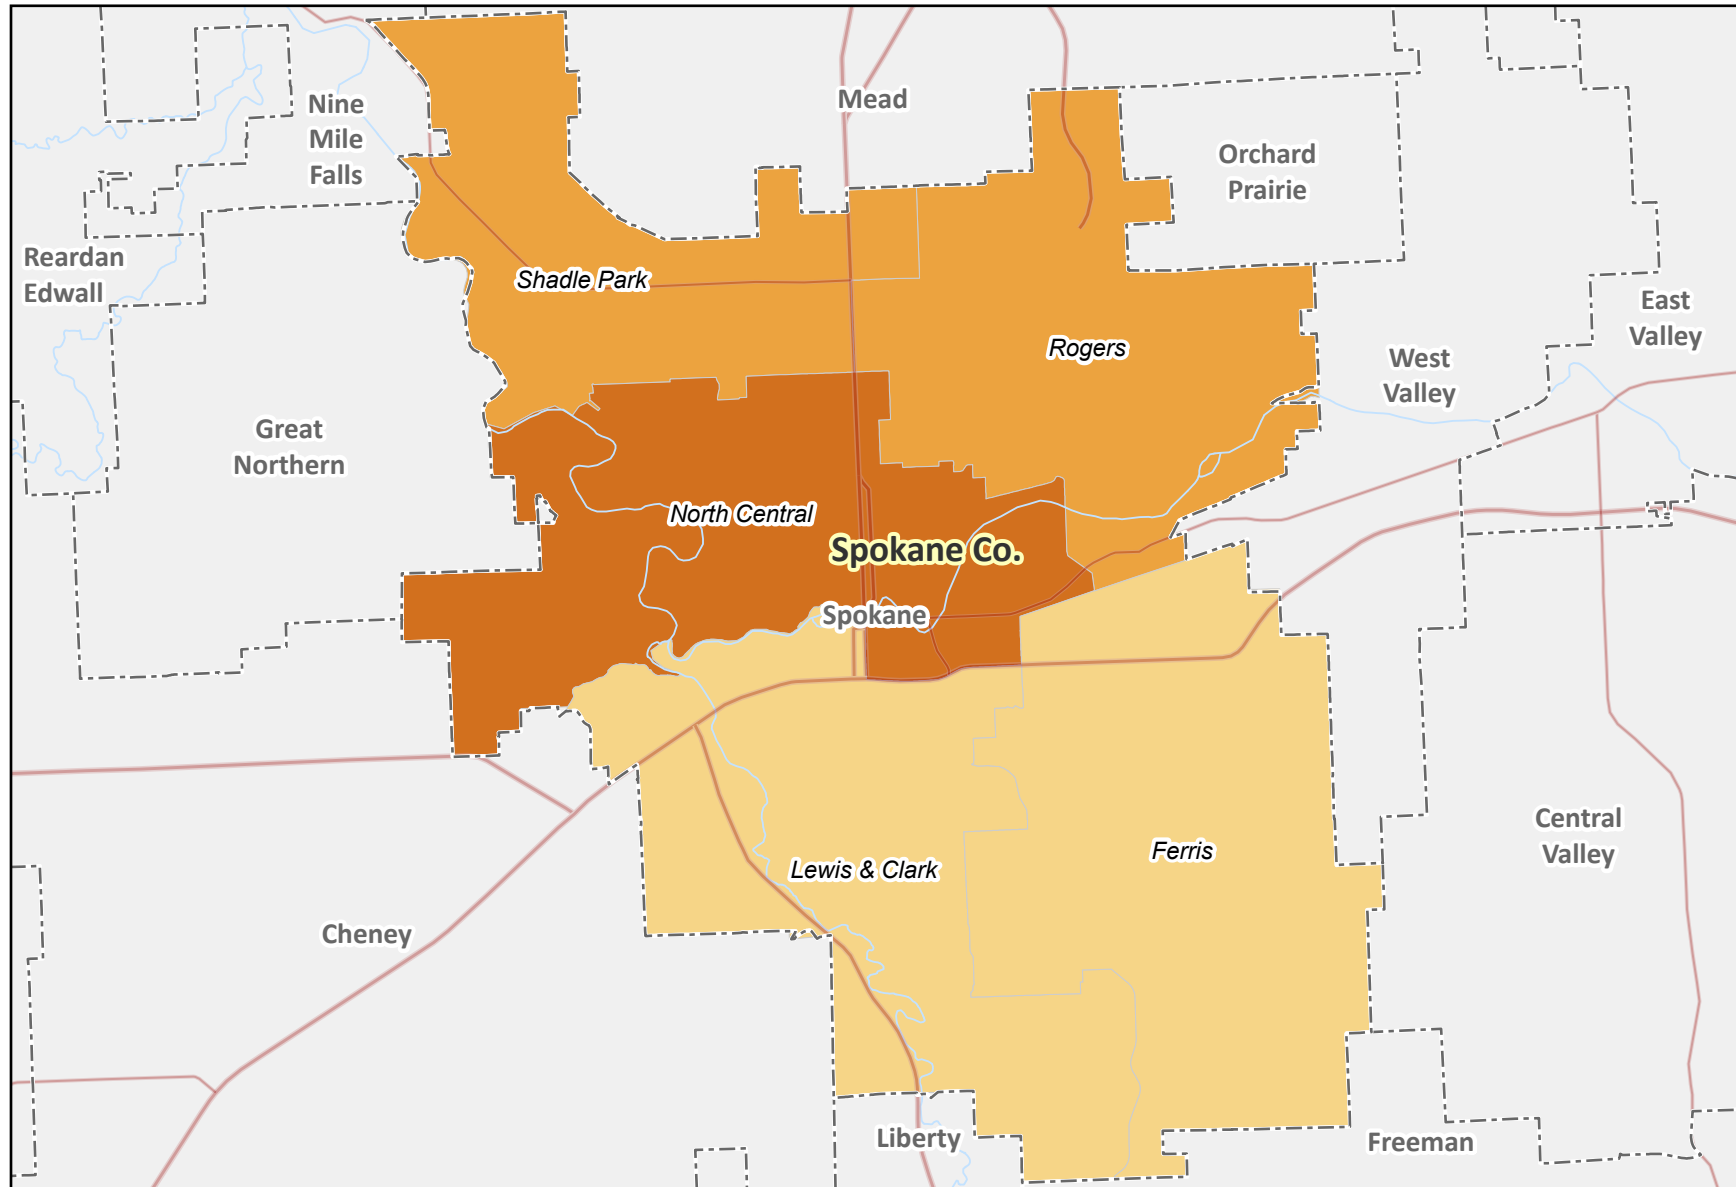 Mead
Nine
Mile
Falls
Orchard
Prairie
Reardan
Edwall
Shadle Park
East
Valley
Rogers
West
Valley
Great
Northern
North Central
Spokane Co.
Spokane
Central
Valley
Ferris
Lewis & Clark
Cheney
Liberty
Freeman